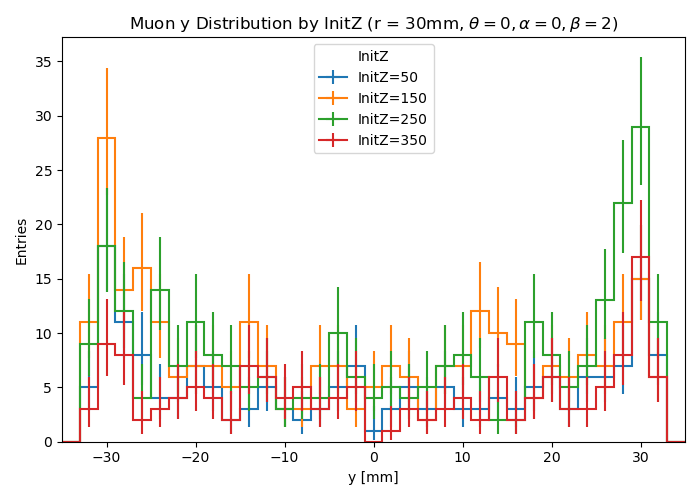 Muon y Distribution by InitZ (r = 30mm, θ = 0, α = 0, β = 2)
InitZ
InitZ=50
InitZ=150
InitZ=250
InitZ=350
Entries
35
30
25
20
15
10
5
0
−30
−20
−10
0
10
20
30
y [mm]